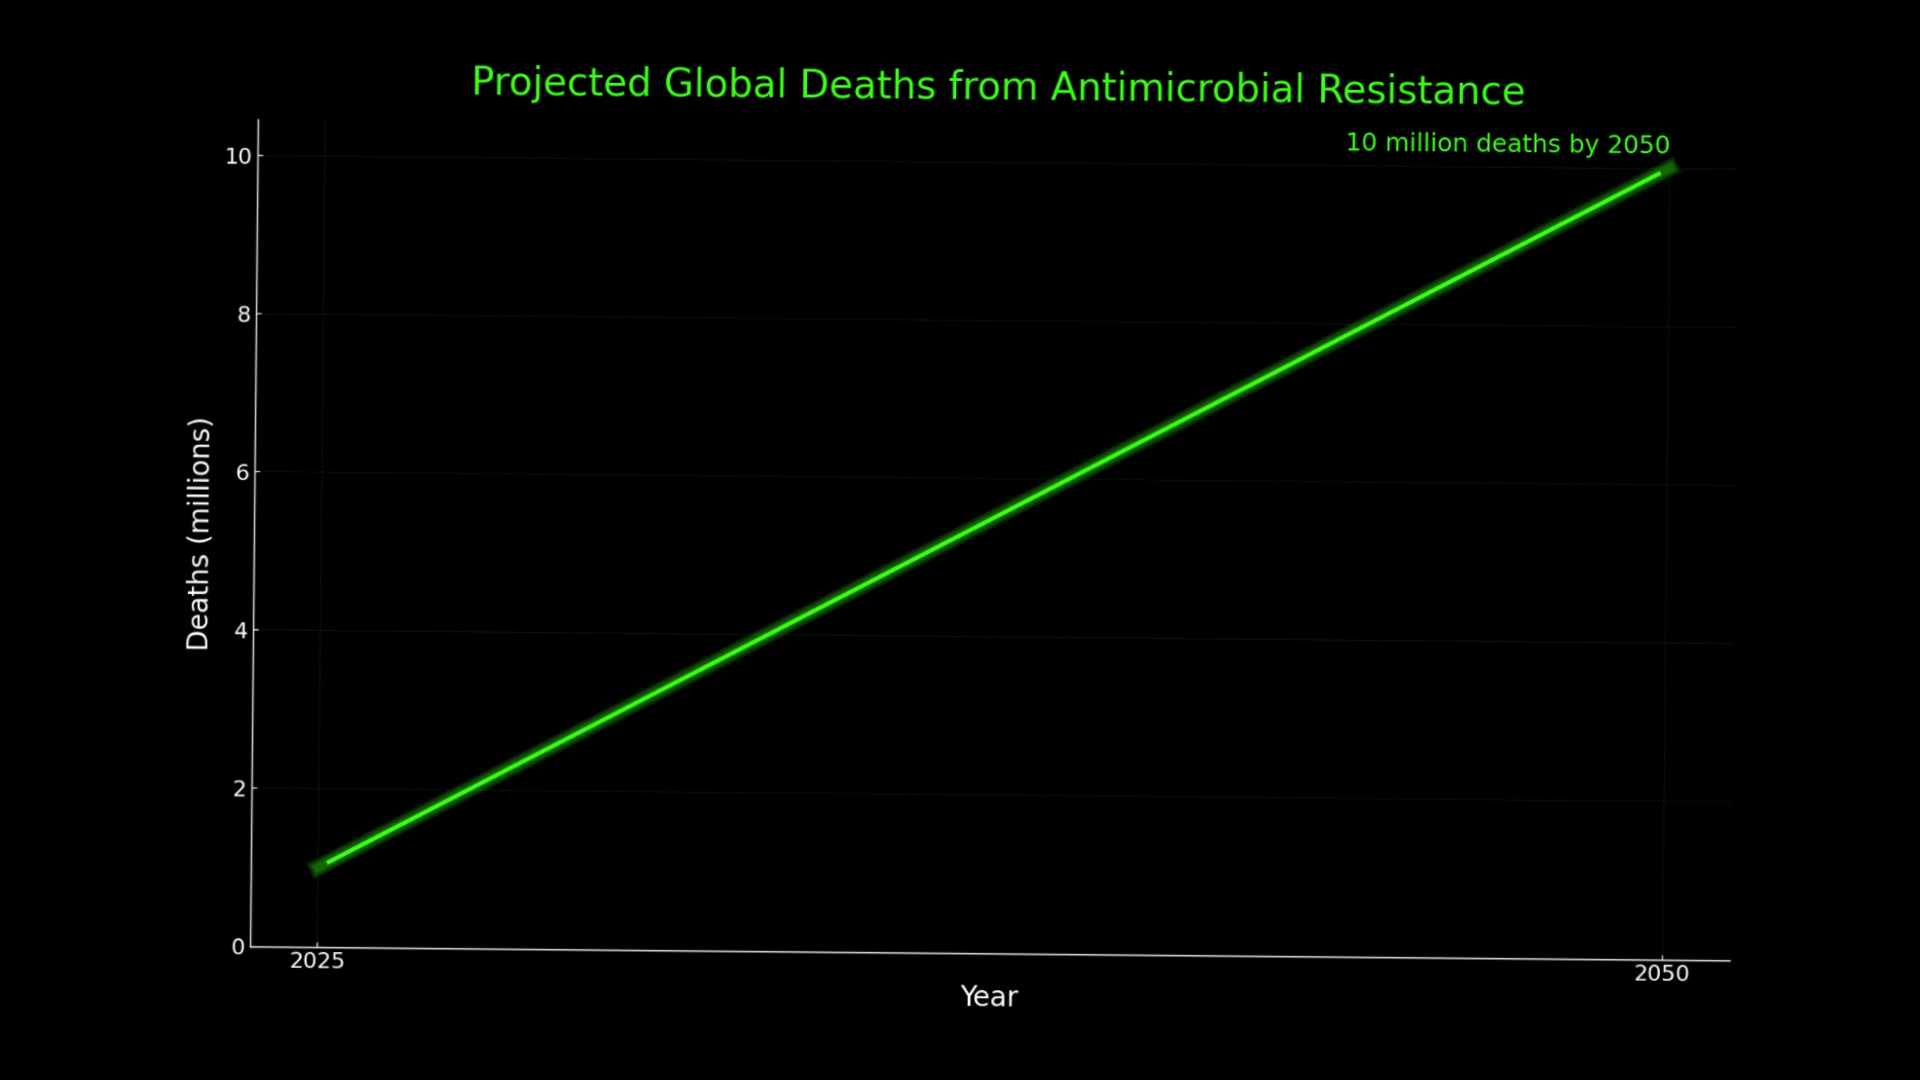 Projected Global Deaths from Antimicrobial Resistance
10 million deaths by 2050
10
8
6
4
2
0
Deaths (millions)
2025
2050
Year